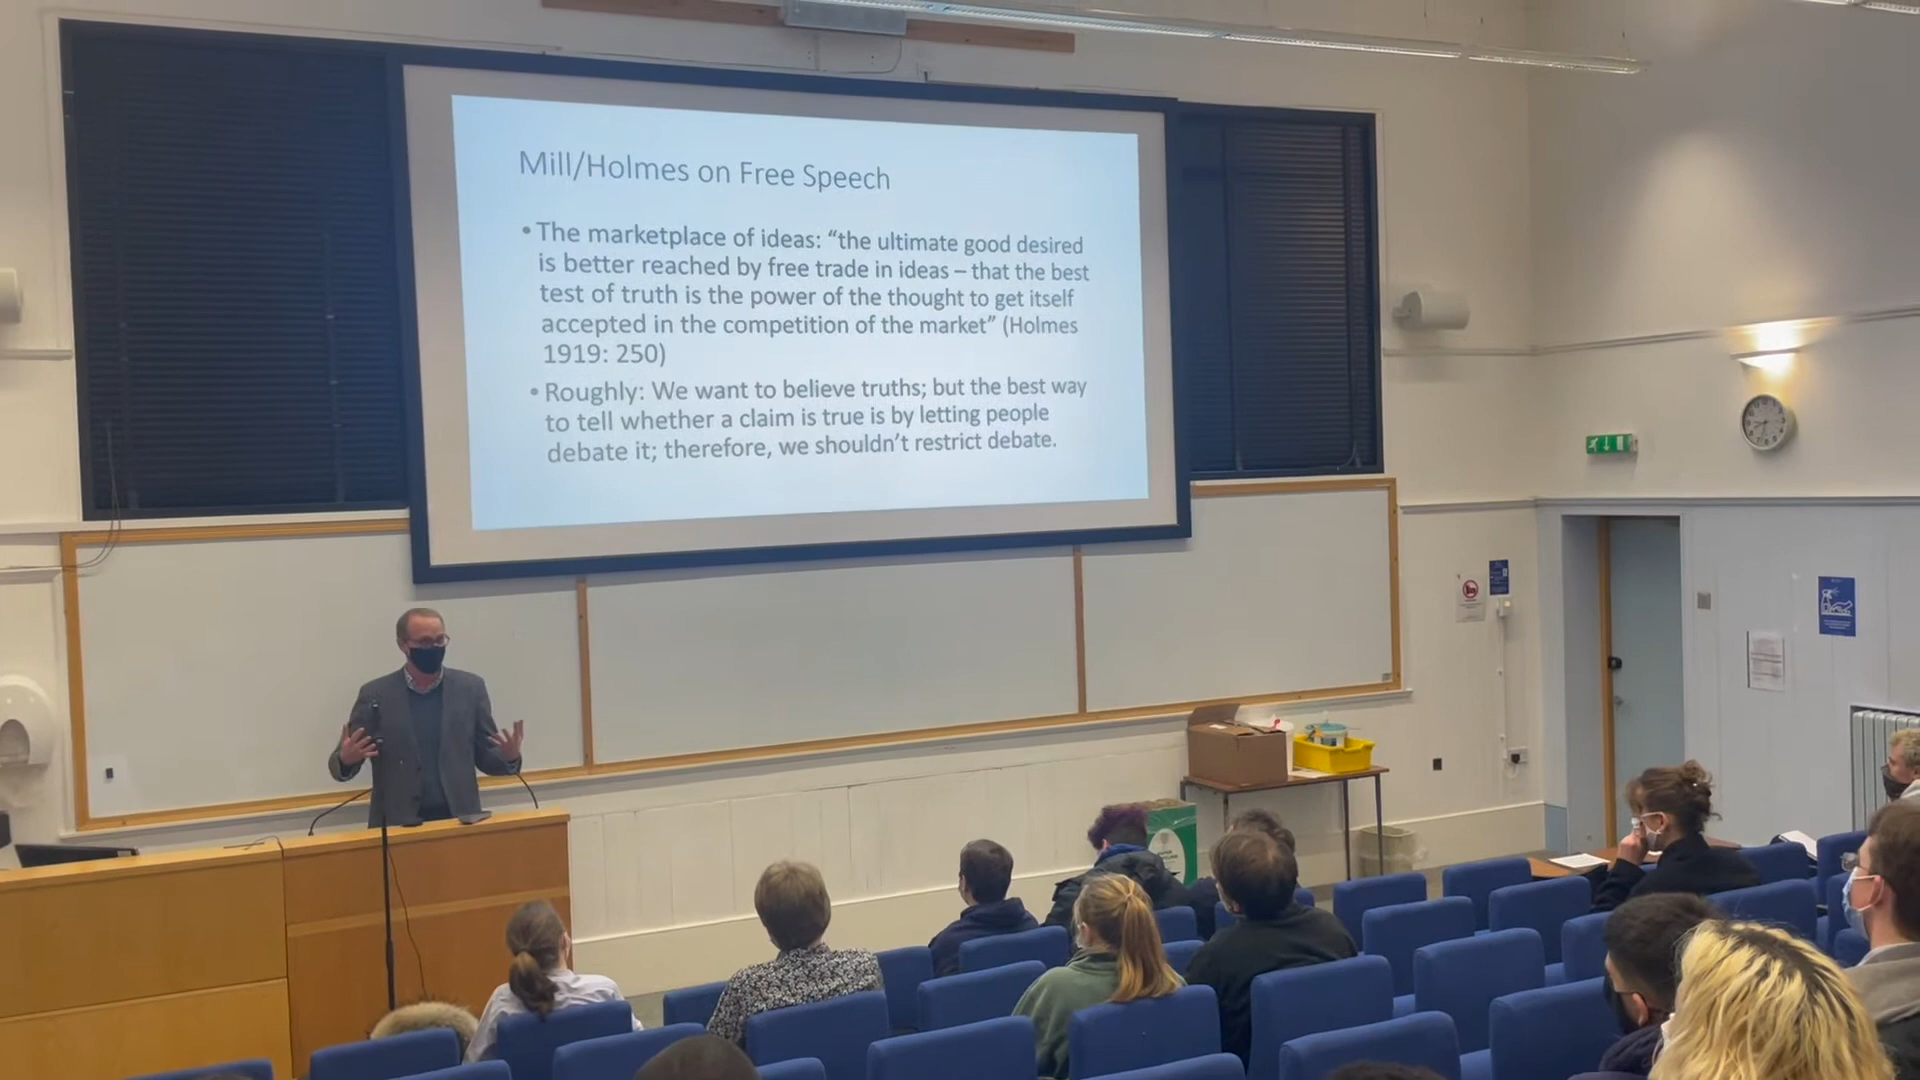 Mill/Holmes on Free Speech
• The marketplace of ideas: “the ultimate good desired
is better reached by free trade in ideas – that the best
test of truth is the power of the thought to get itself
accepted in the competition of the market” (Holmes
1919: 250)
• Roughly: We want to believe truths; but the best way
to tell whether a claim is true is by letting people
debate it; therefore, we shouldn’t restrict debate.